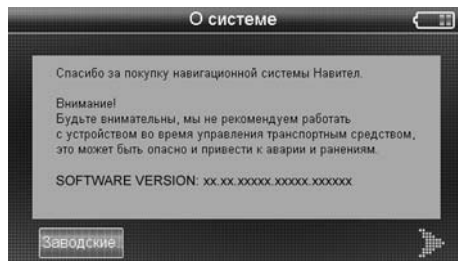 О системе
Спасибо за покупку навигационной системы Навител.
Внимание!
Будьте внимательны, мы не рекомендуем работать
с устройством во время управления транспортным средством,
это может быть опасно и привести к аварии и ранениям.
SOFTWARE VERSION: xx.xx.xxxxx.xxxxx.xxxxxx
Заводские